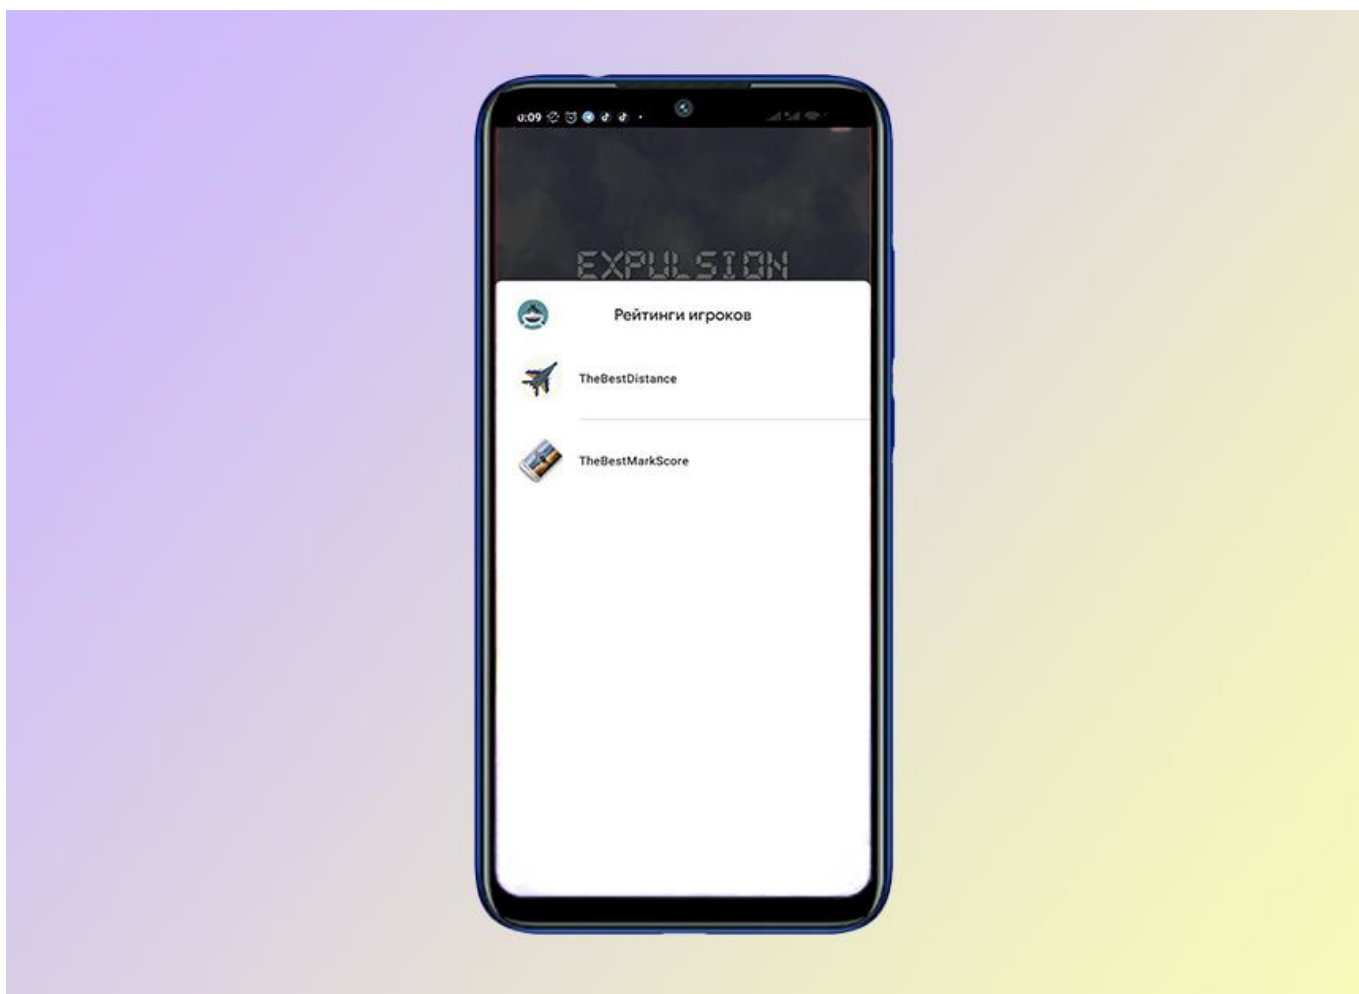 0:09
EXPULSION
Рейтинги игроков
TheBestDistance
TheBestMarkScore